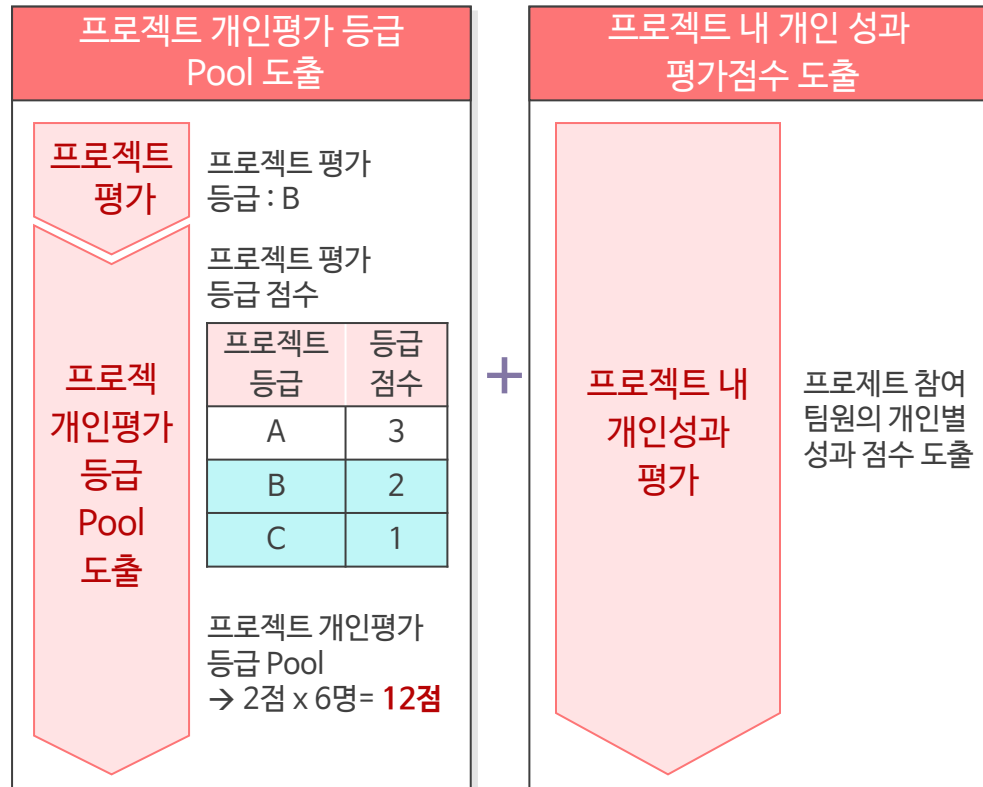 프로젝트 개인평가 등급
Pool 도출
프로젝트
평가
프로젝트 평가
등급 : B
프로젝트 평가
등급 점수
프로젝트
등급
등급
점수
A 3
B 2
C 1
프로젝
개인평가
등급
Pool
도출
프로젝트 개인평가
등급 Pool
→ 2점 x 6명= 12점
+
프로젝트 내 개인 성과
평가점수 도출
프로젝트 내
개인성과
평가
프로제트 참여
팀원의 개인별
성과 점수 도출